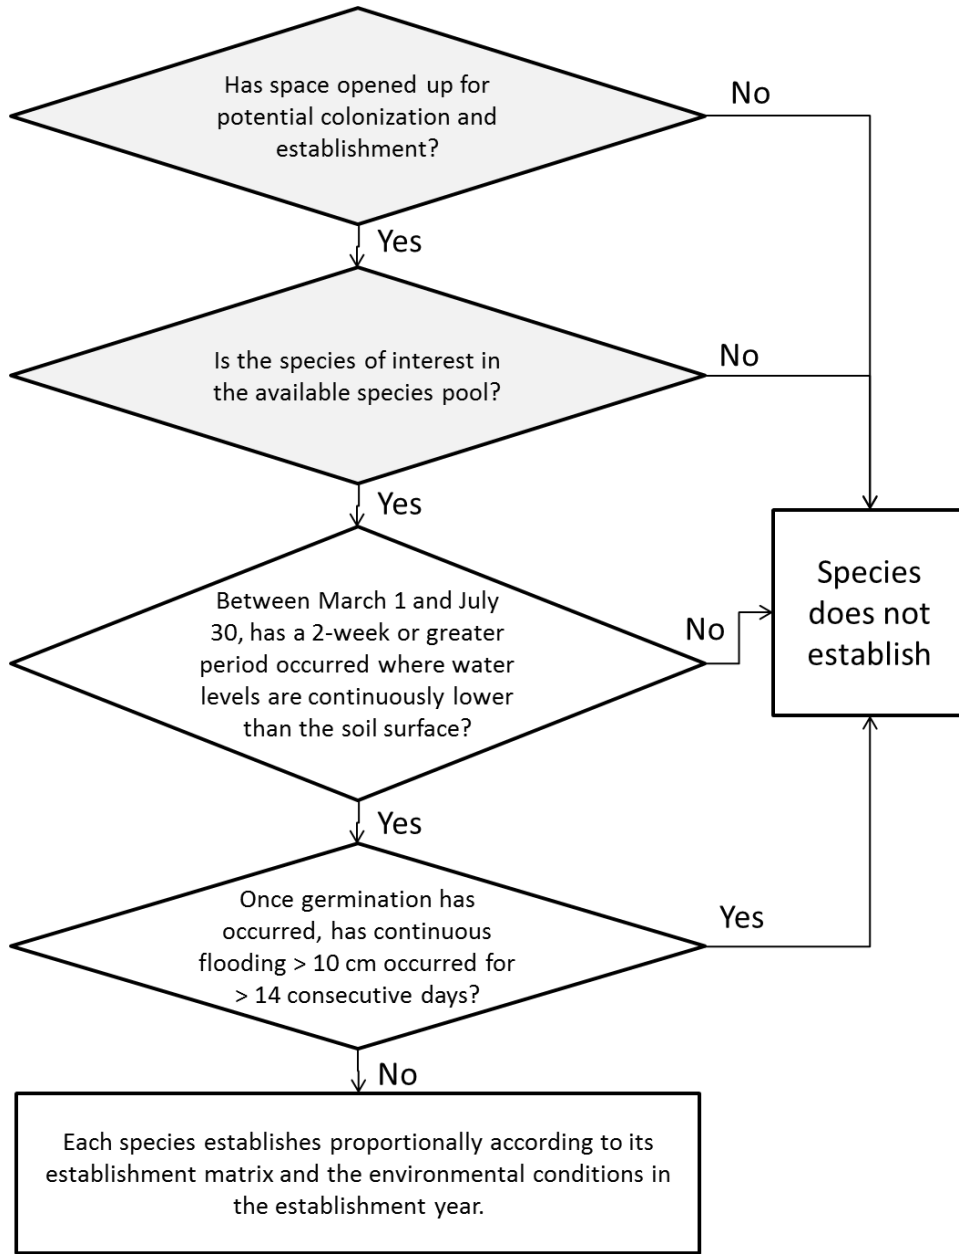 Has space opened up for
potential colonization and
establishment?
No
Yes
Is the species of interest in
the available species pool?
No
Yes
Between March 1 and July
30, has a 2-week or greater
period occurred where water
levels are continuously lower
than the soil surface?
No
Species
does not
establish
Yes
Once germination has
occurred, has continuous
flooding > 10 cm occurred for
> 14 consecutive days?
Yes
No
Each species establishes proportionally according to its
establishment matrix and the environmental conditions in
the establishment year.